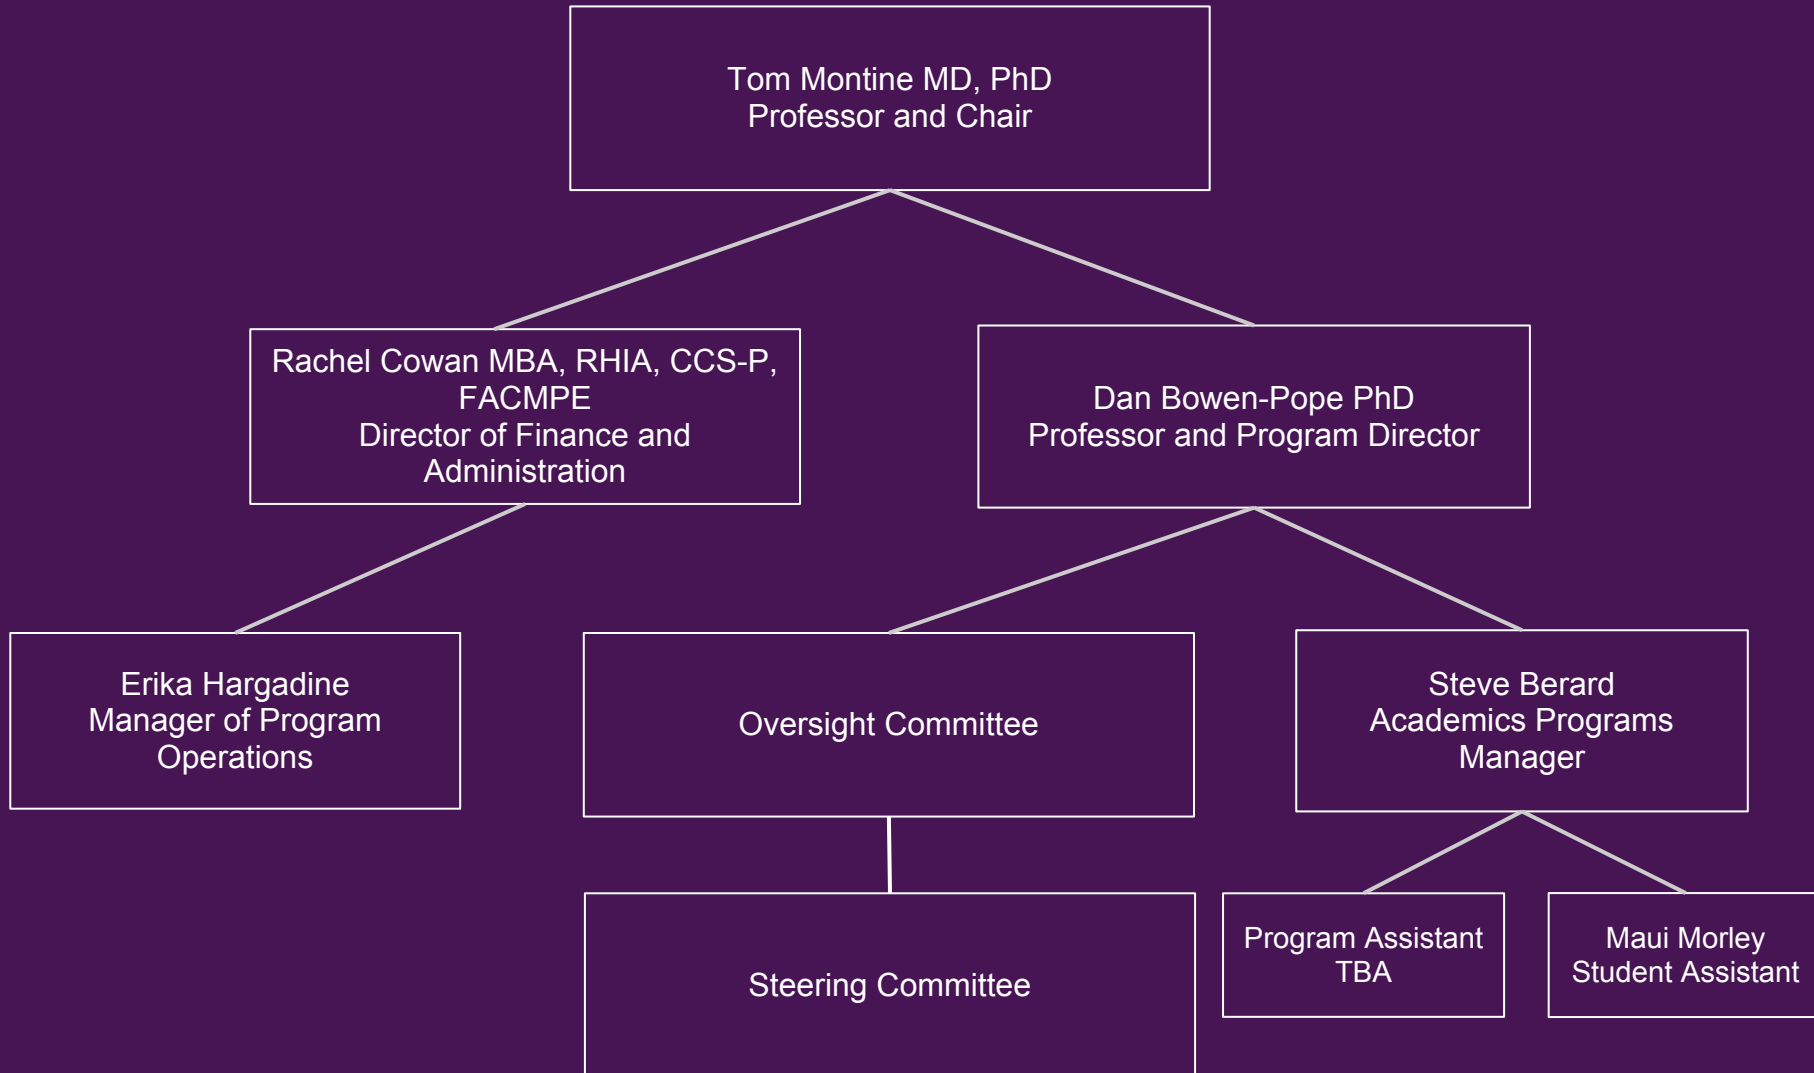 Tom Montine MD, PhD
Professor and Chair
Rachel Cowan MBA, RHIA, CCS-P,
FACMPE
Director of Finance and
Administration
Dan Bowen-Pope PhD
Professor and Program Director
Erika Hargadine
Manager of Program
Operations
Oversight Committee
Steve Berard
Academics Programs
Manager
Steering Committee
Program Assistant
TBA
Maui Morley
Student Assistant